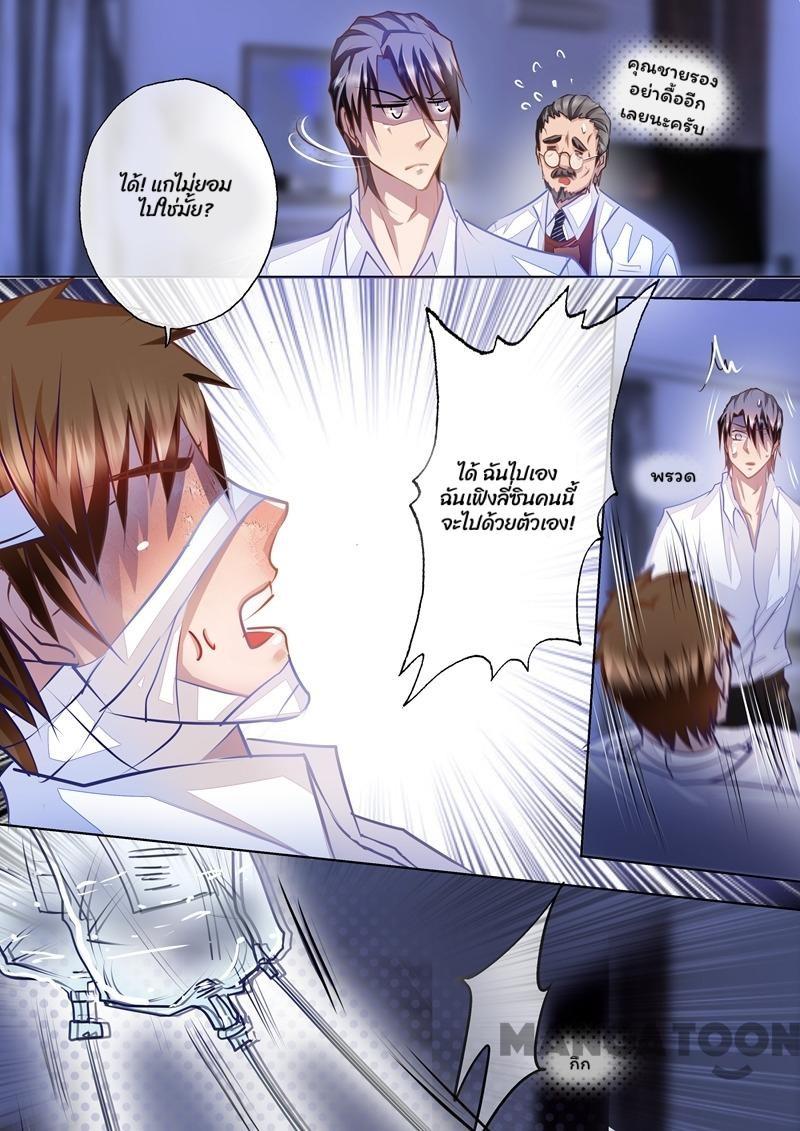 คุณชายรอง
อย่าดื้ออีก
เลยนะครับ
ได้! แกไม่ยอม
ไปใช่มั้ย?
ได้ ฉันไปเอง
ฉันเฟิงลี่ซินคนนี้
จะไปด้วยตัวเอง!
พรวด
MANGATOON
กึก